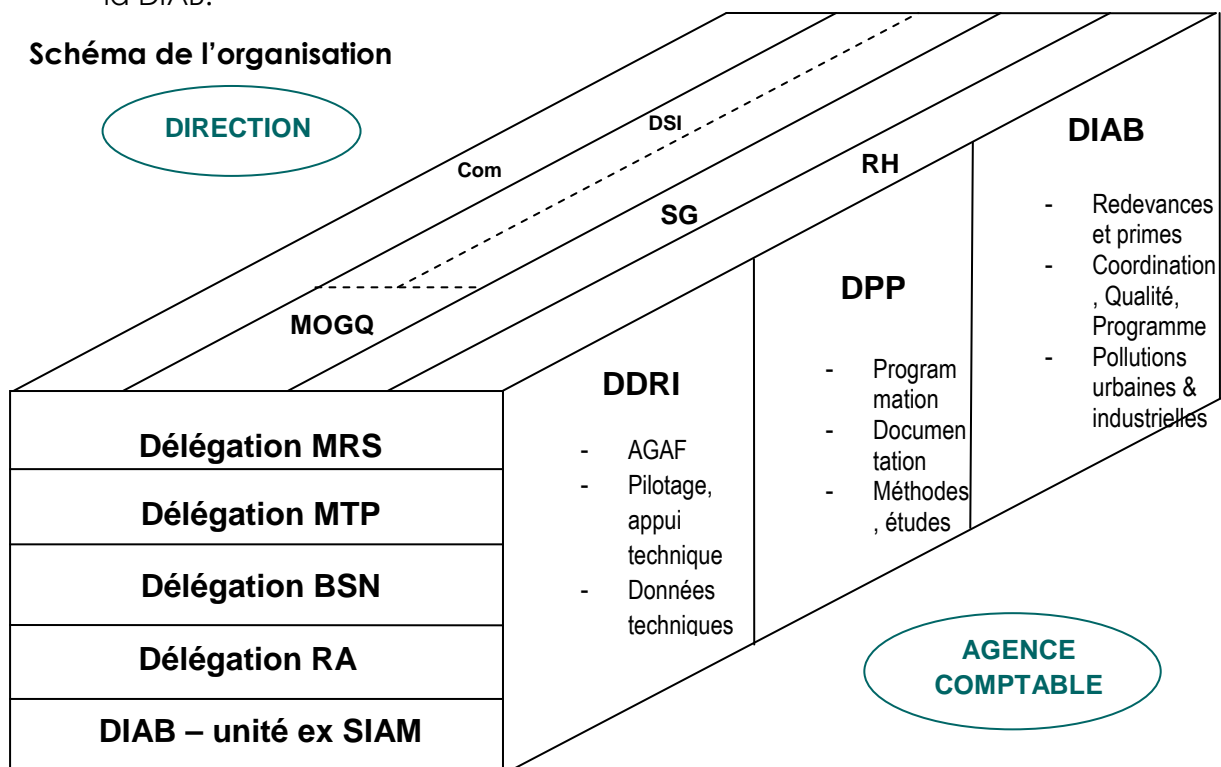 la DIAB.
Schéma de l'organisation
DIRECTION
Com
DSI
SG
RH
MOGQ
DIAB
- Redevances
et primes
- Coordination
, Qualité,
Programme
- Pollutions
urbaines &
industrielles
DPP
- Program
mation
- Documen
tation
- Méthodes
, études
DDRI
- AGAF
- Pilotage,
appui
technique
- Données
techniques
Délégation MRS
Délégation MTP
Délégation BSN
Délégation RA
DIAB – unité ex SIAM
AGENCE
COMPTABLE